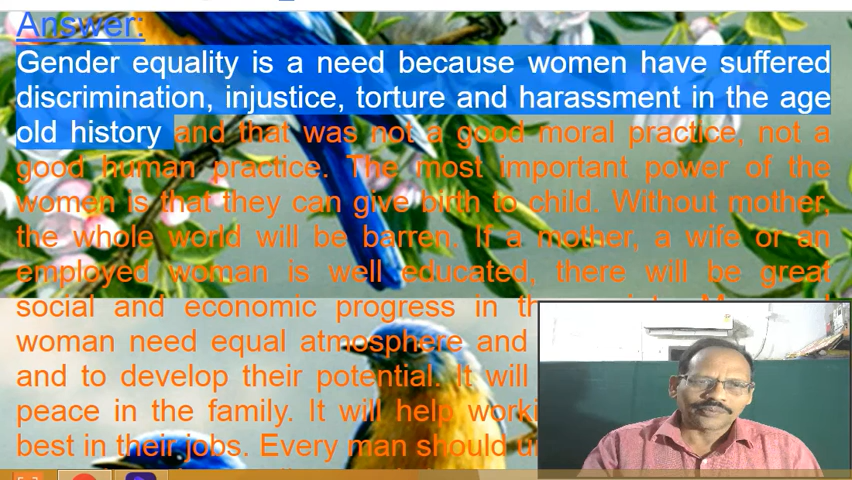 Answer:
Gender equality is a need because women have suffered
discrimination, injustice, torture and harassment in the age
old history and that was not a good moral practice, not a
good human practice. The most important power of the
women is that they can give birth to child. Without mother,
the whole world will be barren. If a mother, a wife or an
employed woman is well educated, there will be great
social and economic progress in
woman need equal atmosphere and
and to develop their potential. It will
peace in the family. It will help
best in their jobs. Every man should